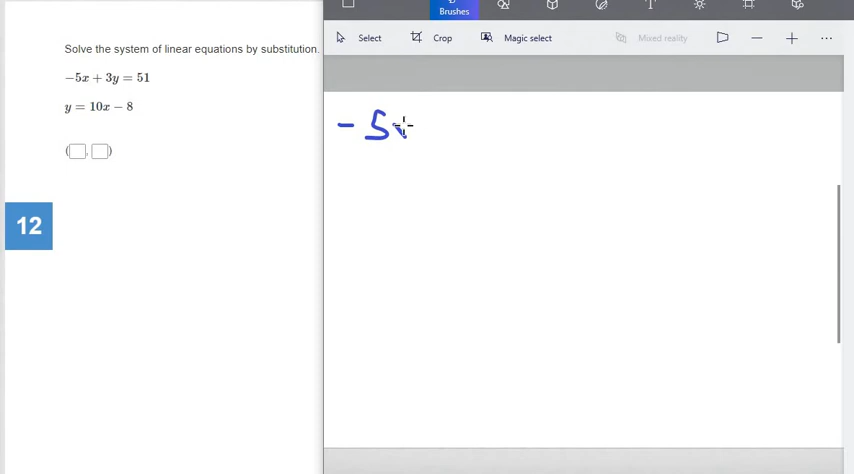 Brushes
Select Crop Magic select Mixed reality
Solve the system of linear equations by substitution.
−5x + 3y = 51
y = 10x − 8
(□, □)
12
- 5